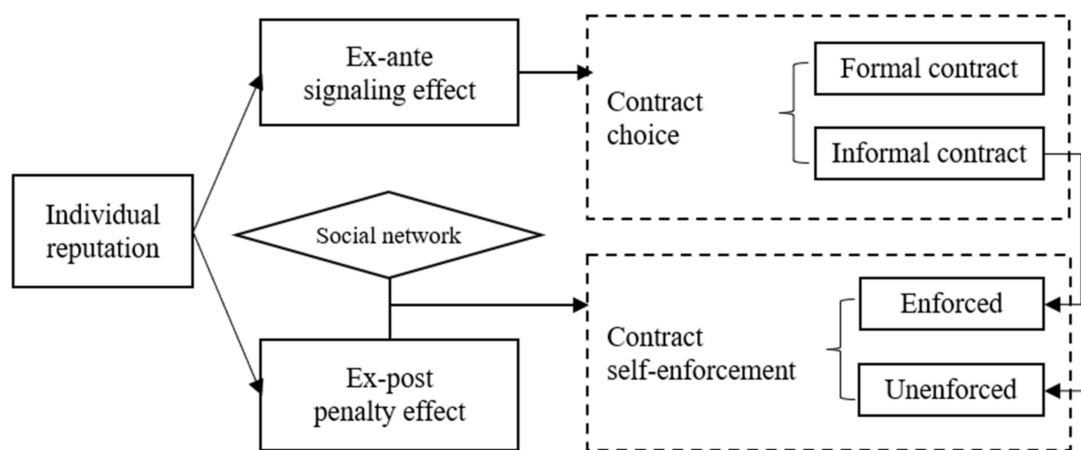 Ex-ante
signaling effect
Contract
choice
Formal contract
Informal contract
Individual
reputation
Social network
Contract
self-enforcement
Enforced
Unenforced
Ex-post
penalty effect